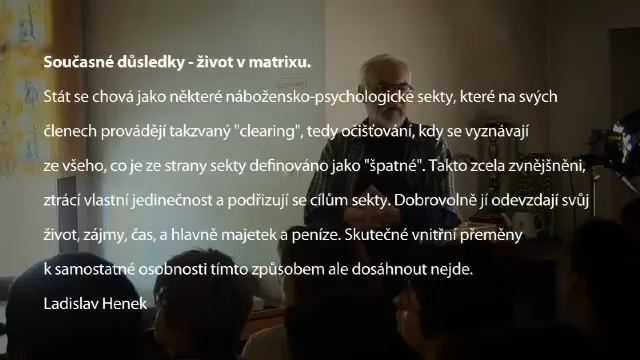 Současné důsledky - život v matrixu.
Stát se chová jako některé nábožensko-psychologické sekty, které na svých
členech provádějí takzvaný "clearing", tedy očišťování, kdy se vyznávají
ze všeho, co je ze strany sekty definováno jako "špatné". Takto zcela zvnějšněni,
ztrácí vlastní jedinečnost a podřizují se cílům sekty. Dobrovolně jí odevzdají svůj
život, zájmy, čas, a hlavně majetek a peníze. Skutečné vnitřní přeměny
k samostatné osobnosti tímto způsobem ale dosáhnout nejde.
Ladislav Henek